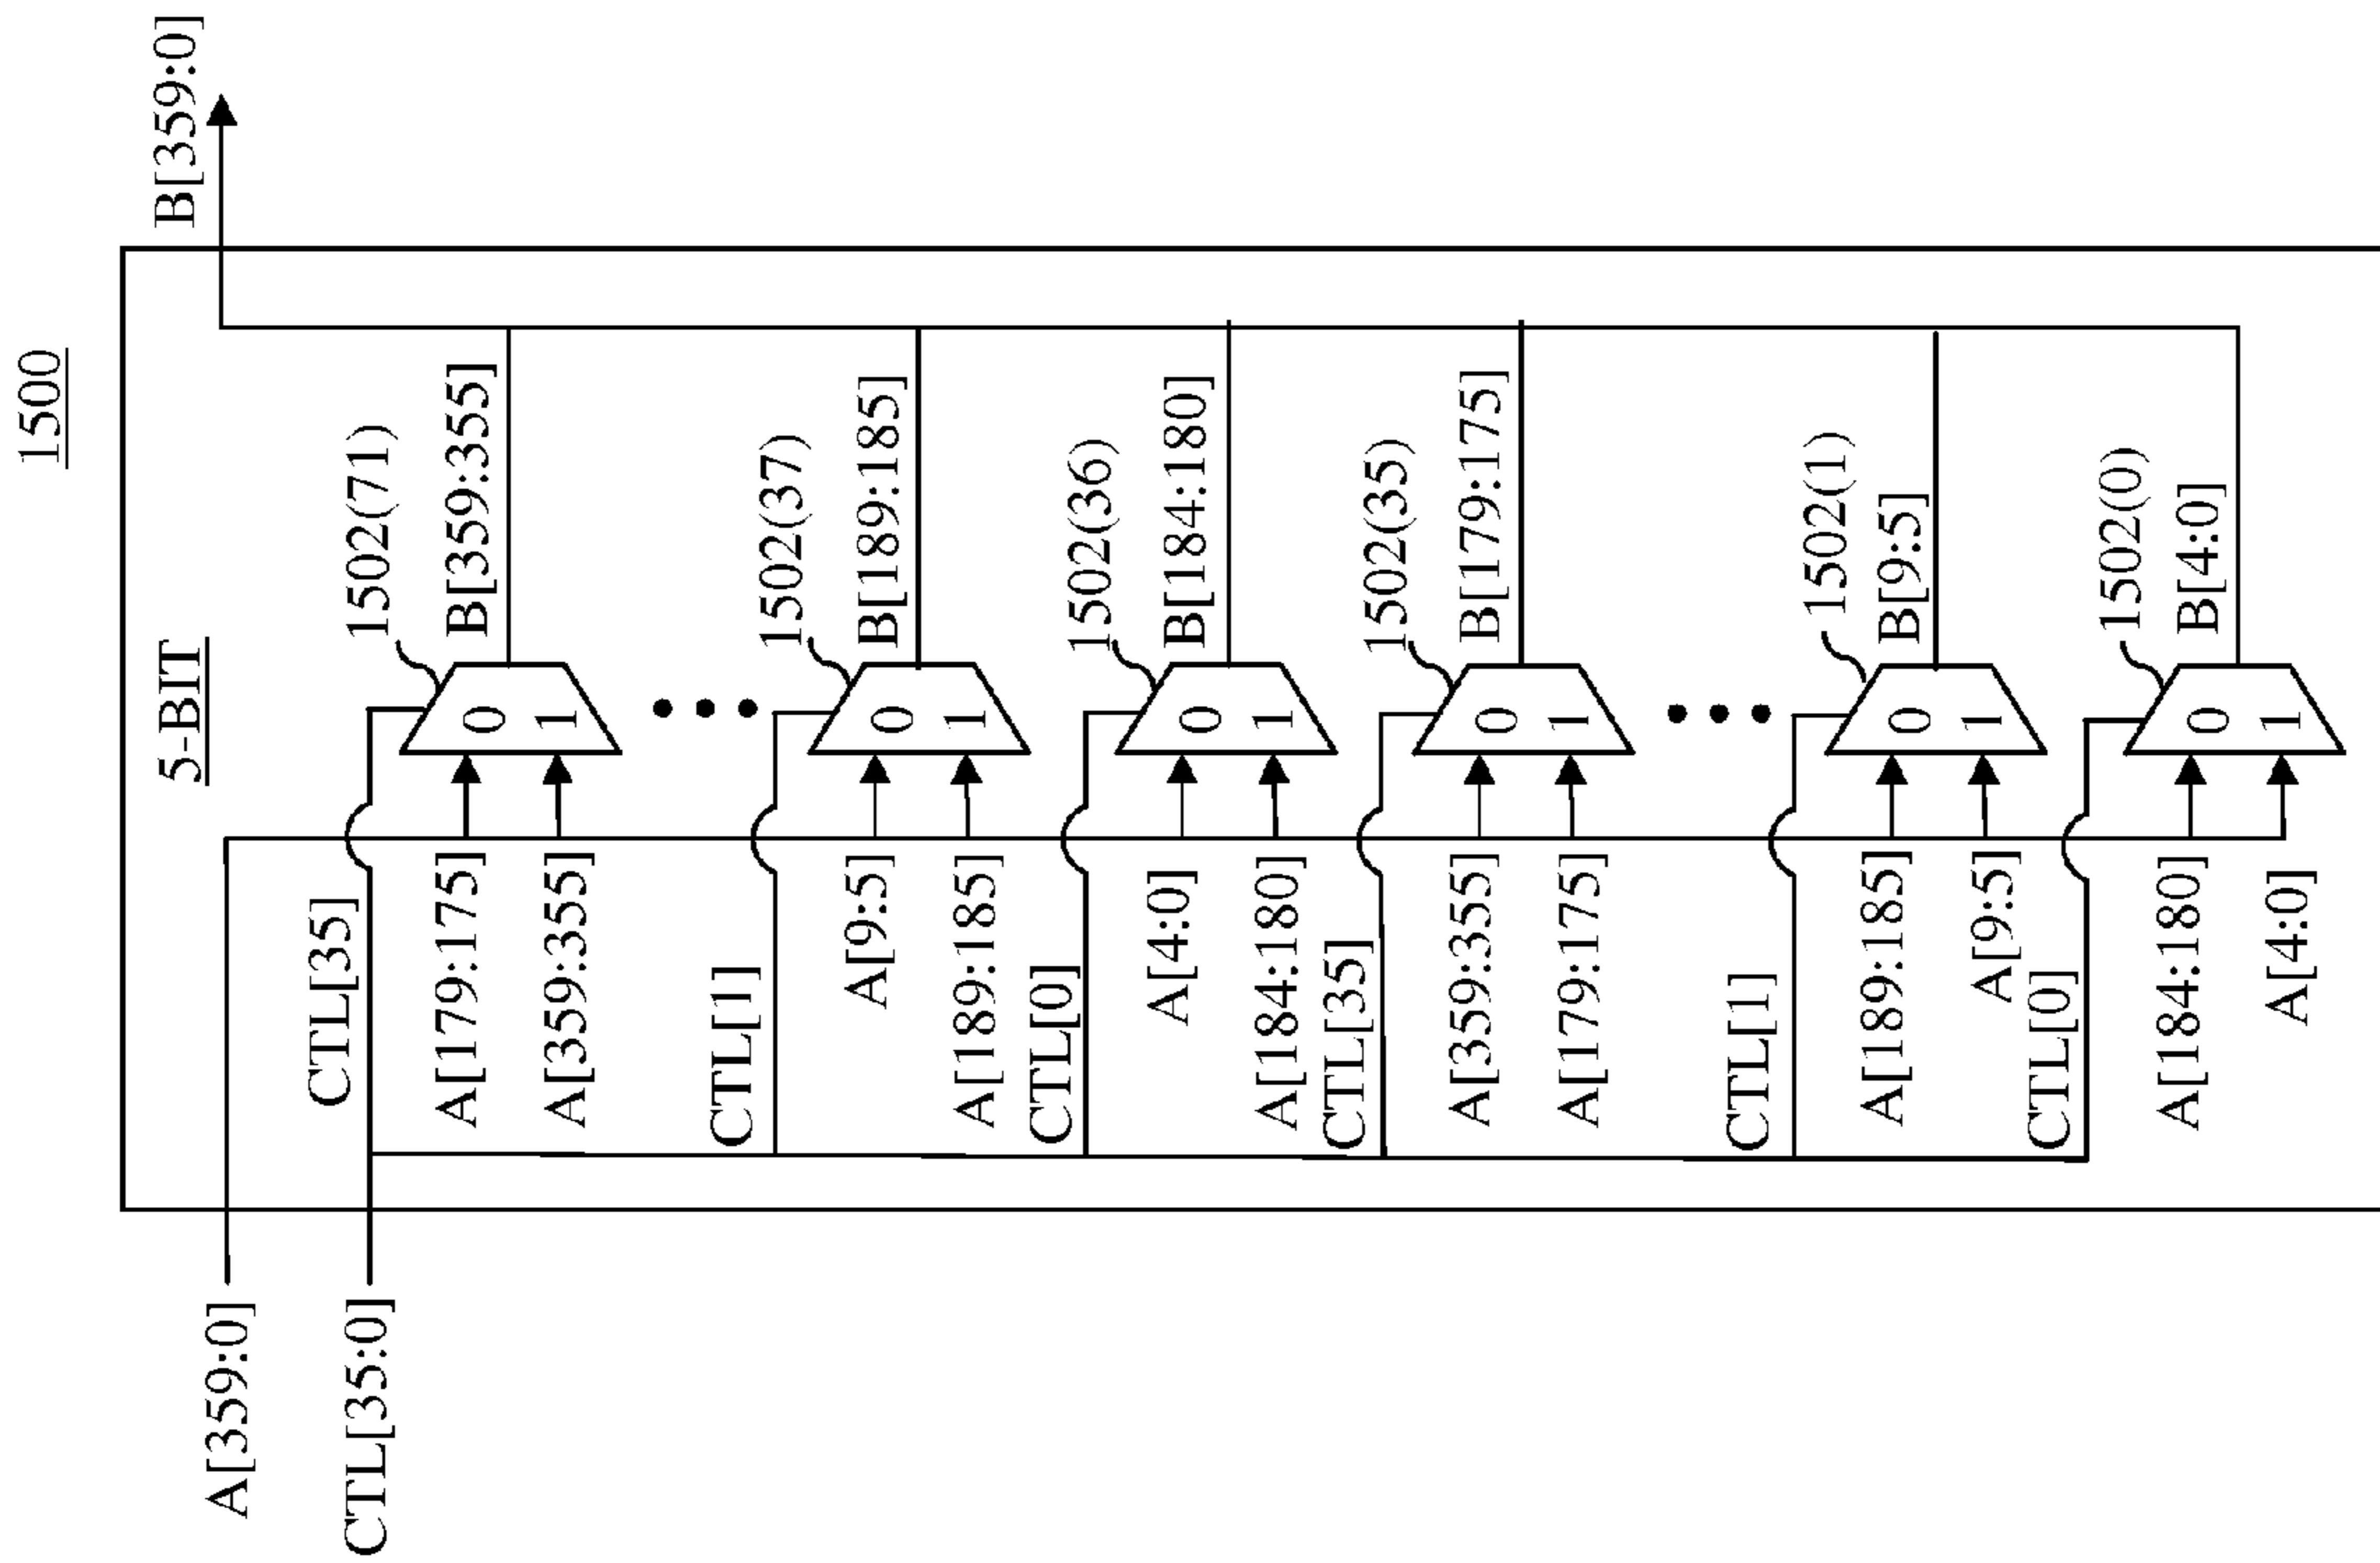 1500
5-BIT
A[359:0]
CTL[35:0]
B[359:0]
CTL[35]
A[179:175]
A[359:355]
0
1
1502(71)
B[359:355]
CTL[1]
A[9:5]
A[189:185]
0
1
1502(37)
B[189:185]
CTL[0]
A[4:0]
A[184:180]
0
1
1502(36)
B[184:180]
CTL[35]
A[359:355]
A[179:175]
0
1
1502(35)
B[179:175]
CTL[1]
A[189:185]
A[9:5]
0
1
1502(1)
B[9:5]
CTL[0]
A[184:180]
A[4:0]
0
1
1502(0)
B[4:0]